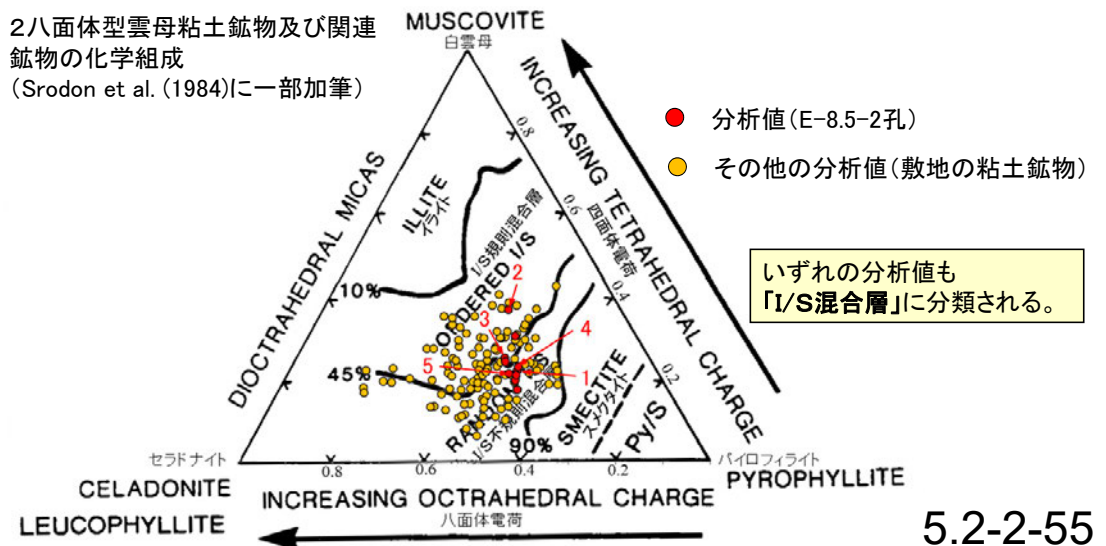 2八面体型雲母粘土鉱物及び関連
鉱物の化学組成
(Srodon et al. (1984)に一部加筆)
MUSCOVITE
白雲母
分析値(E-8.5-2孔)
その他の分析値(敷地の粘土鉱物)
いずれの分析値も
「I/S混合層」に分類される。
DIOCTRAHEDRAL MICAS
INCREASING TETRAHEDRAL CHARGE
四面体電荷
0.8
0.6
0.4
0.2
ILLITE
イライト
I/S規則混合層
ORDERED I/S
10%
45%
90%
2
3
4
5
1
I/S不規則混合層
SMECTITE
スメクタイト
Py/S
セラドナイト
CELADONITE
LEUCOPHYLLITE
0.8
0.6
0.4
0.2
パイロフィライト
PYROPHYLLITE
INCREASING OCTRAHEDRAL CHARGE
八面体電荷
5.2-2-55